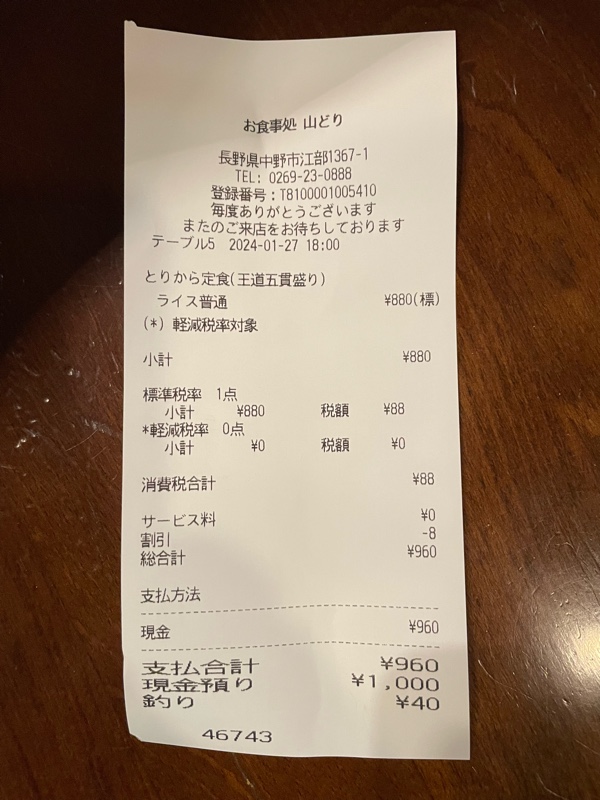 お食事処 山どり
長野県中野市江部1367-1
TEL: 0269-23-0888
登録番号：T8100001005410
毎度ありがとうございます
またのご来店をお待ちしております
テーブル5 2024-01-27 18:00
とりから定食(王道五貫盛り)
ライス普通 ¥880(標)
(*) 軽減税率対象
小計 ¥880
標準税率 1点
小計 ¥880 税額 ¥88
*軽減税率 0点
小計 ¥0 税額 ¥0
消費税合計 ¥88
サービス料 ¥0
割引 -8
総合計 ¥960
支払方法
現金 ¥960
支払合計 ¥960
現金預り ¥1,000
釣り ¥40
46743